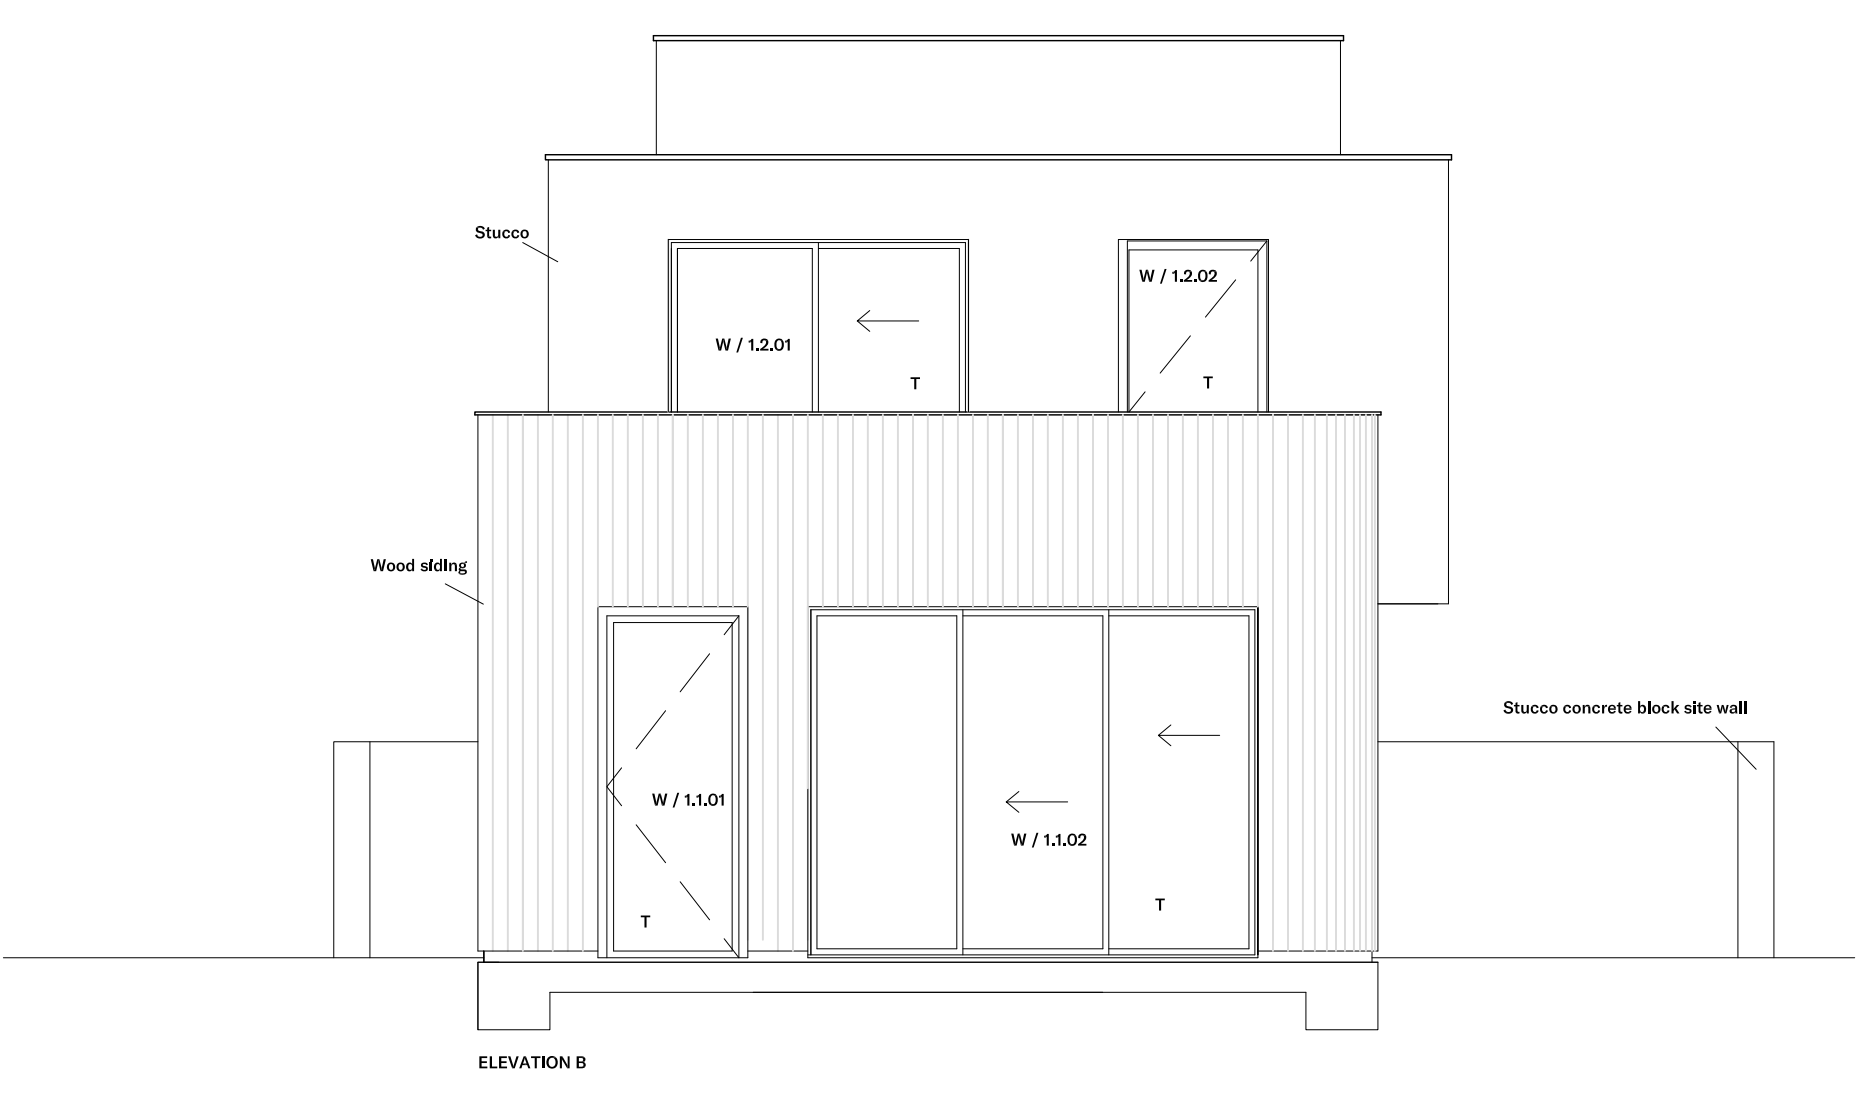 Stucco
W / 1.2.02
W / 1.2.01
T
T
Wood siding
Stucco concrete block site wall
W / 1.1.01
W / 1.1.02
T
T
ELEVATION B